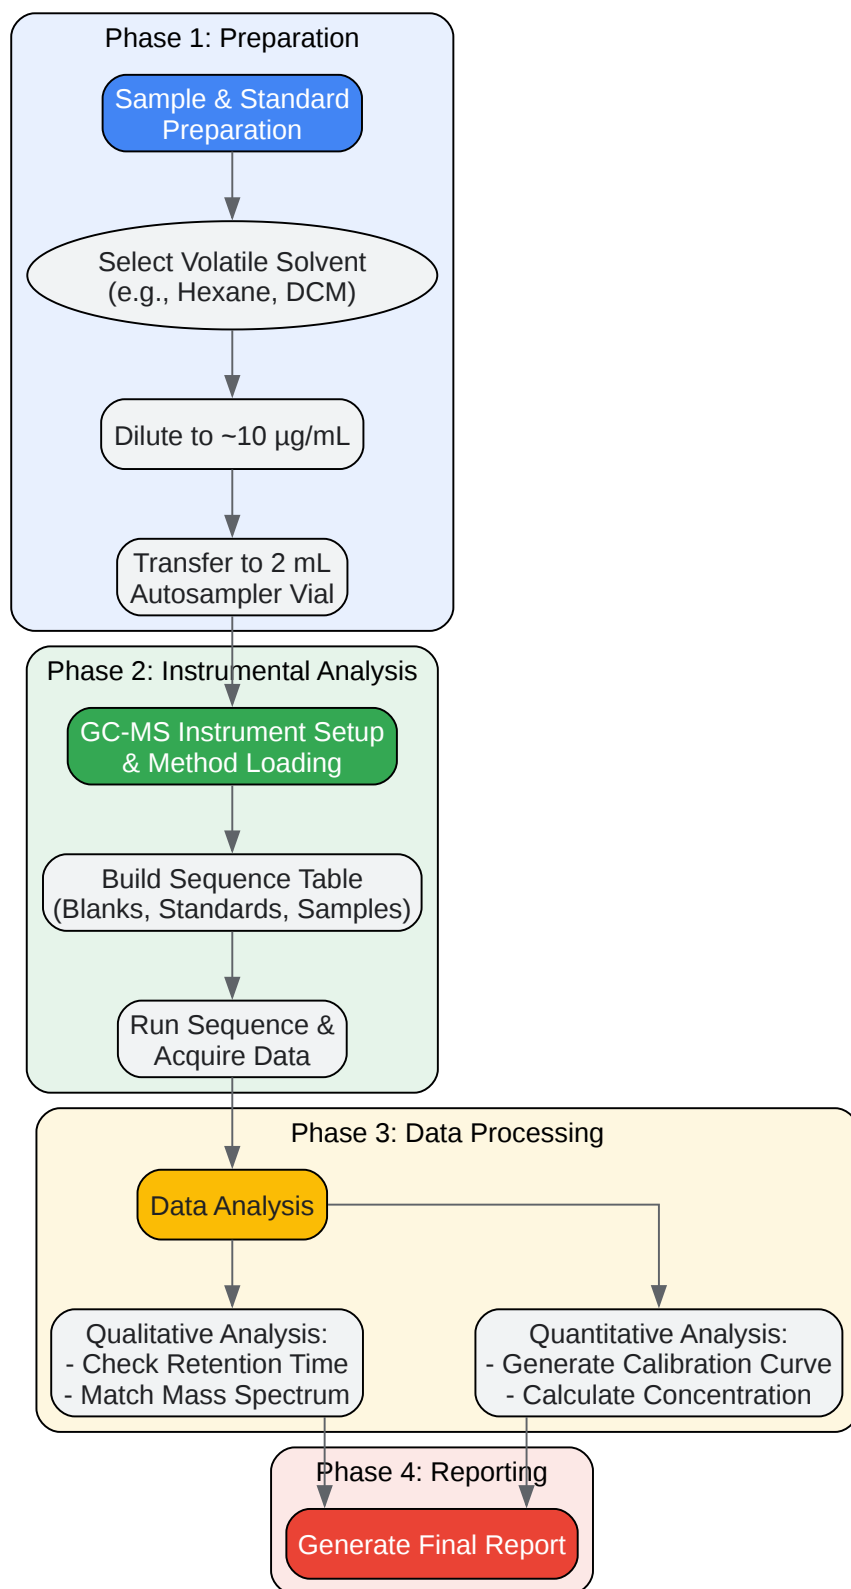 Phase 1: Preparation
Sample & Standard
Preparation
Select Volatile Solvent
(e.g., Hexane, DCM)
Dilute to ~10 µg/mL
Transfer to 2 mL
Autosampler Vial
Phase 2: Instrumental Analysis
GC-MS Instrument Setup
& Method Loading
Build Sequence Table
(Blanks, Standards, Samples)
Run Sequence &
Acquire Data
Phase 3: Data Processing
Data Analysis
Qualitative Analysis:
- Check Retention Time
- Match Mass Spectrum
Quantitative Analysis:
- Generate Calibration Curve
- Calculate Concentration
Phase 4: Reporting
Generate Final Report